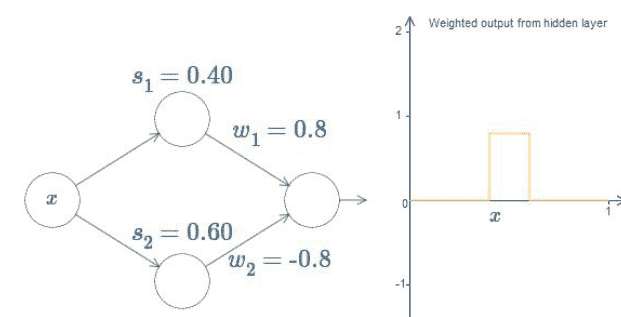 s₁ = 0.40
w₁ = 0.8
x
s₂ = 0.60
w₂ = -0.8
Weighted output from hidden layer
2
1
0
-1
x
1